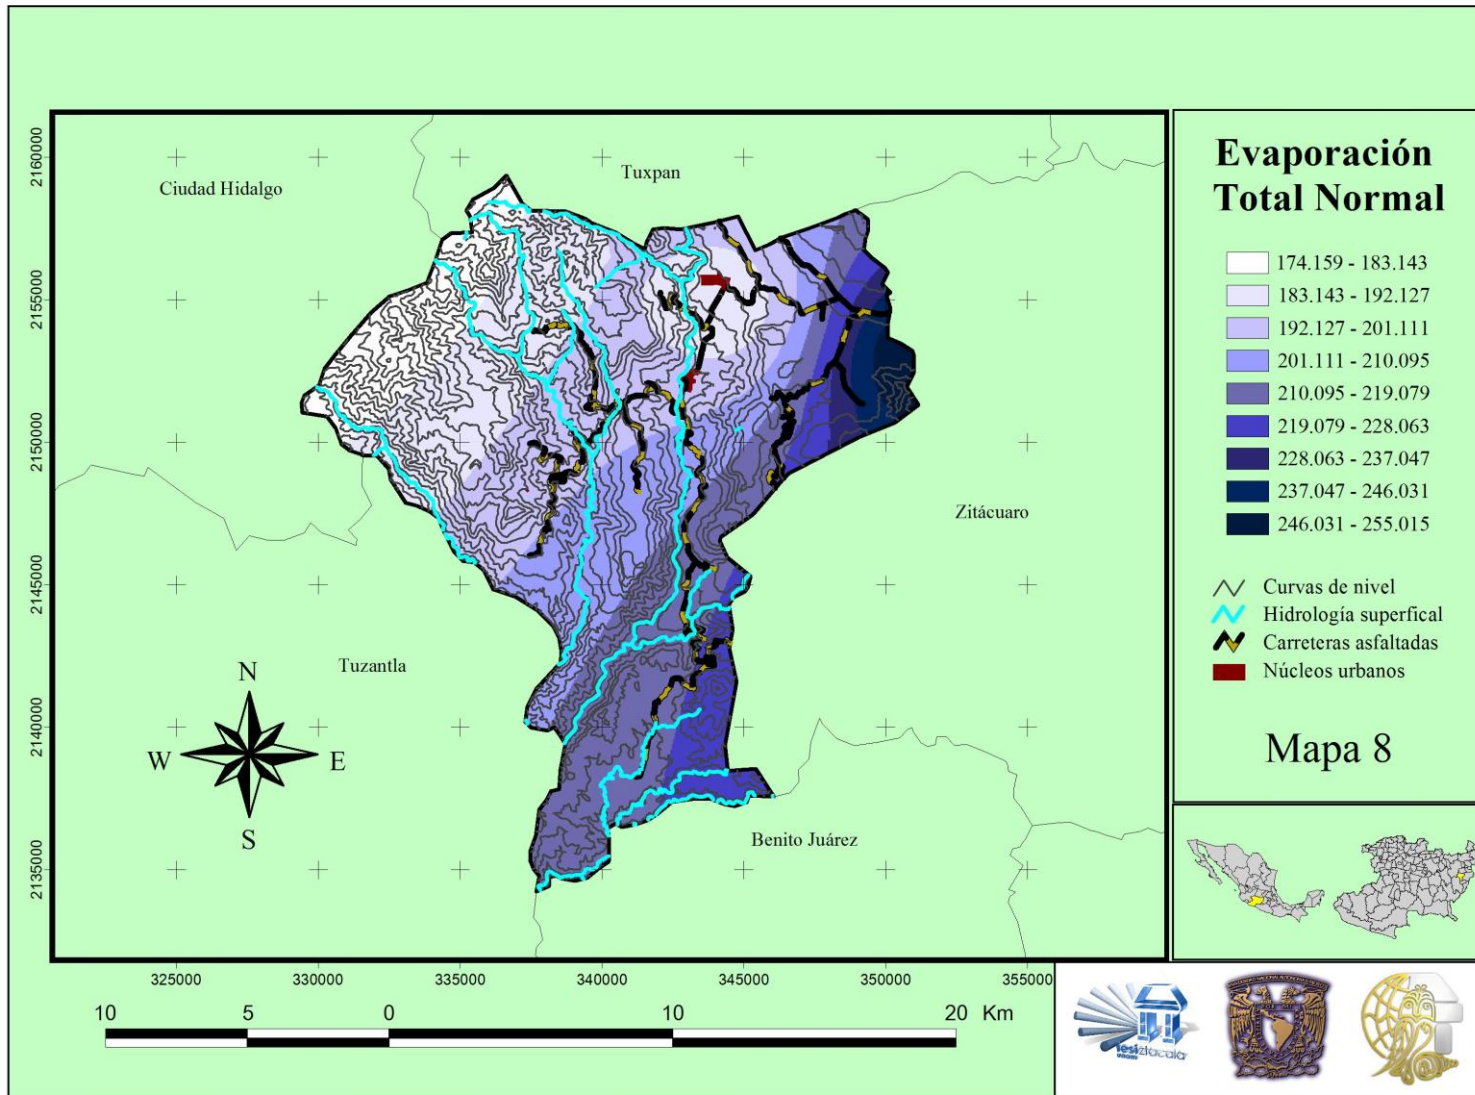 Evaporación
Total Normal
174.159 - 183.143
183.143 - 192.127
192.127 - 201.111
201.111 - 210.095
210.095 - 219.079
219.079 - 228.063
228.063 - 237.047
237.047 - 246.031
246.031 - 255.015
Curvas de nivel
Hidrología superfical
Carreteras asfaltadas
Núcleos urbanos
Mapa 8
Ciudad Hidalgo
Tuxpan
Zitácuaro
Tuzantla
Benito Juárez
N
W
E
S
2160000
2155000
2150000
2145000
2140000
2135000
325000
330000
335000
340000
345000
350000
355000
10
5
0
10
20
Km
iztacala